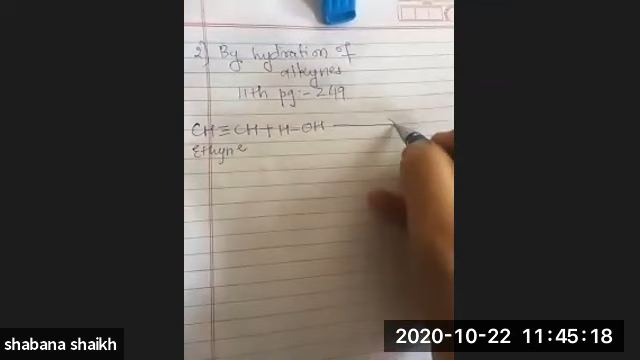 2) By hydration of
alkynes
11th pg:- 249
CH≡CH + H-OH
Ethyne
shabana shaikh
2020-10-22 11:45:18